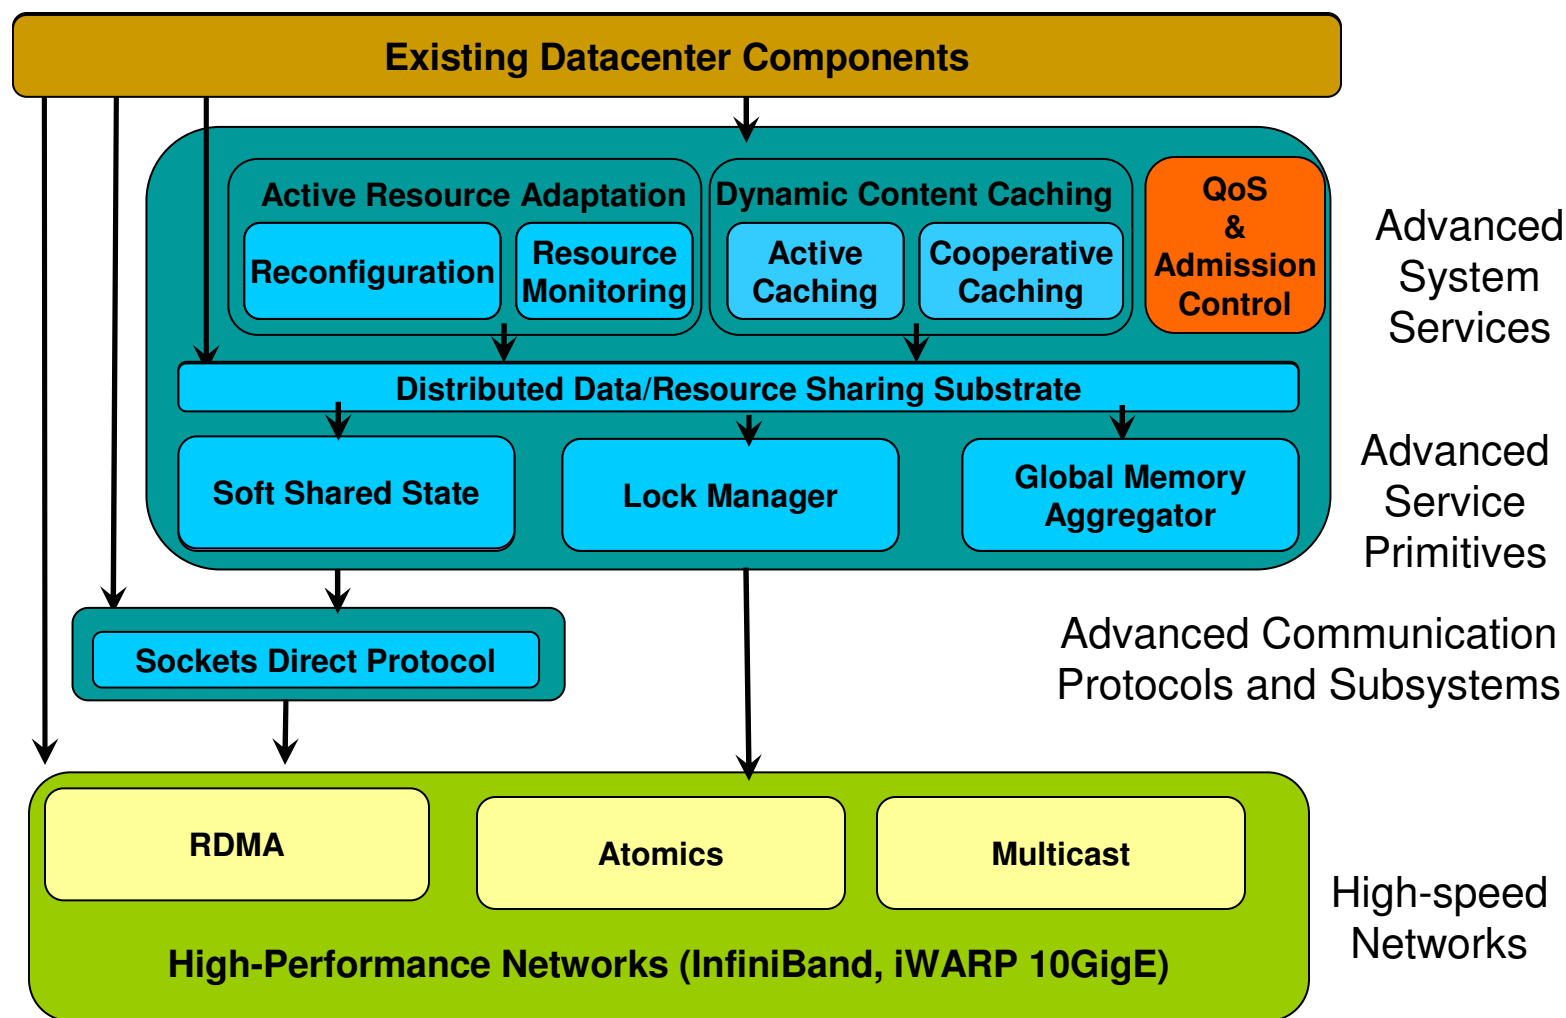 Existing Datacenter Components
Active Resource Adaptation
Dynamic Content Caching
QoS
&
Admission
Control
Reconfiguration
Resource
Monitoring
Active
Caching
Cooperative
Caching
Advanced
System
Services
Distributed Data/Resource Sharing Substrate
Soft Shared State
Lock Manager
Global Memory
Aggregator
Advanced
Service
Primitives
Sockets Direct Protocol
Advanced Communication
Protocols and Subsystems
RDMA
Atomics
Multicast
High-Performance Networks (InfiniBand, iWARP 10GigE)
High-speed
Networks